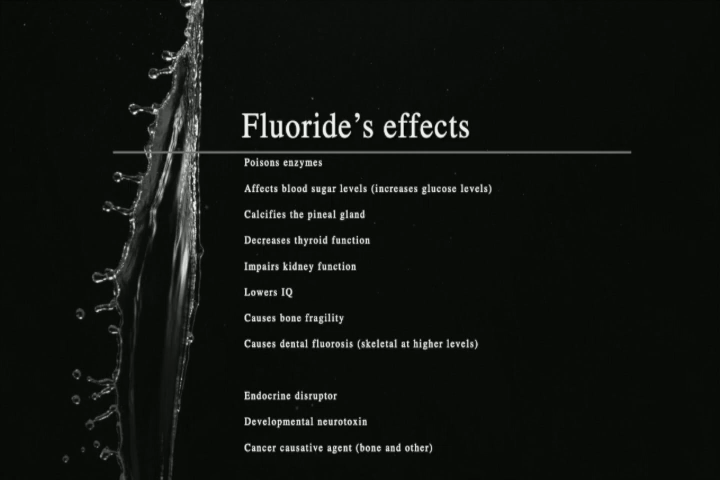 Fluoride's effects
Poisons enzymes
Affects blood sugar levels (increases glucose levels)
Calcifies the pineal gland
Decreases thyroid function
Impairs kidney function
Lowers IQ
Causes bone fragility
Causes dental fluorosis (skeletal at higher levels)
Endocrine disruptor
Developmental neurotoxin
Cancer causative agent (bone and other)